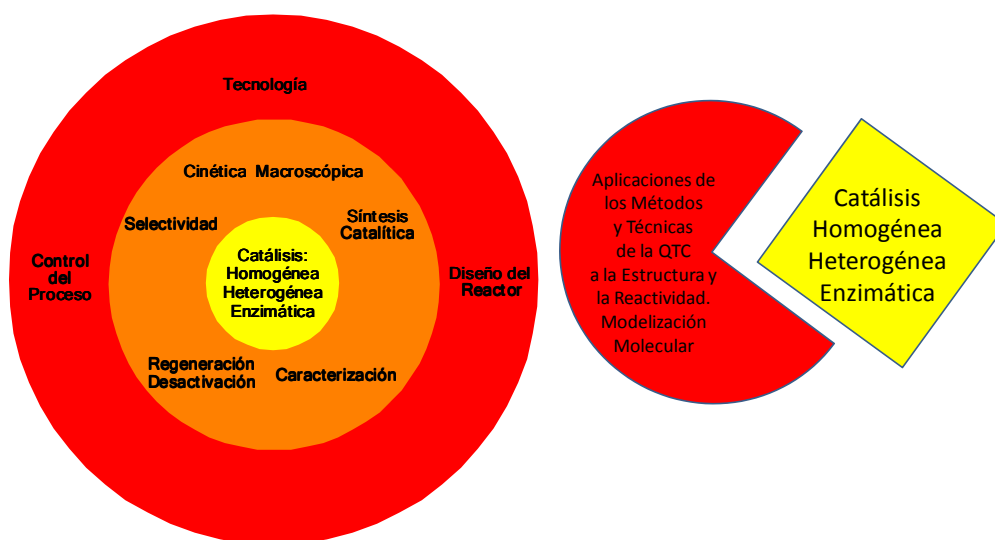 Tecnología
Cinética Macroscópica
Selectividad
Síntesis
Catalítica
Catálisis:
Homogénea
Heterogénea
Enzimática
Control
del
Proceso
Diseño del
Reactor
Regeneración
Desactivación
Caracterización
Aplicaciones de
los Métodos
y Técnicas
de la QTC
a la Estructura y
la Reactividad.
Modelización
Molecular
Catálisis
Homogénea
Heterogénea
Enzimática